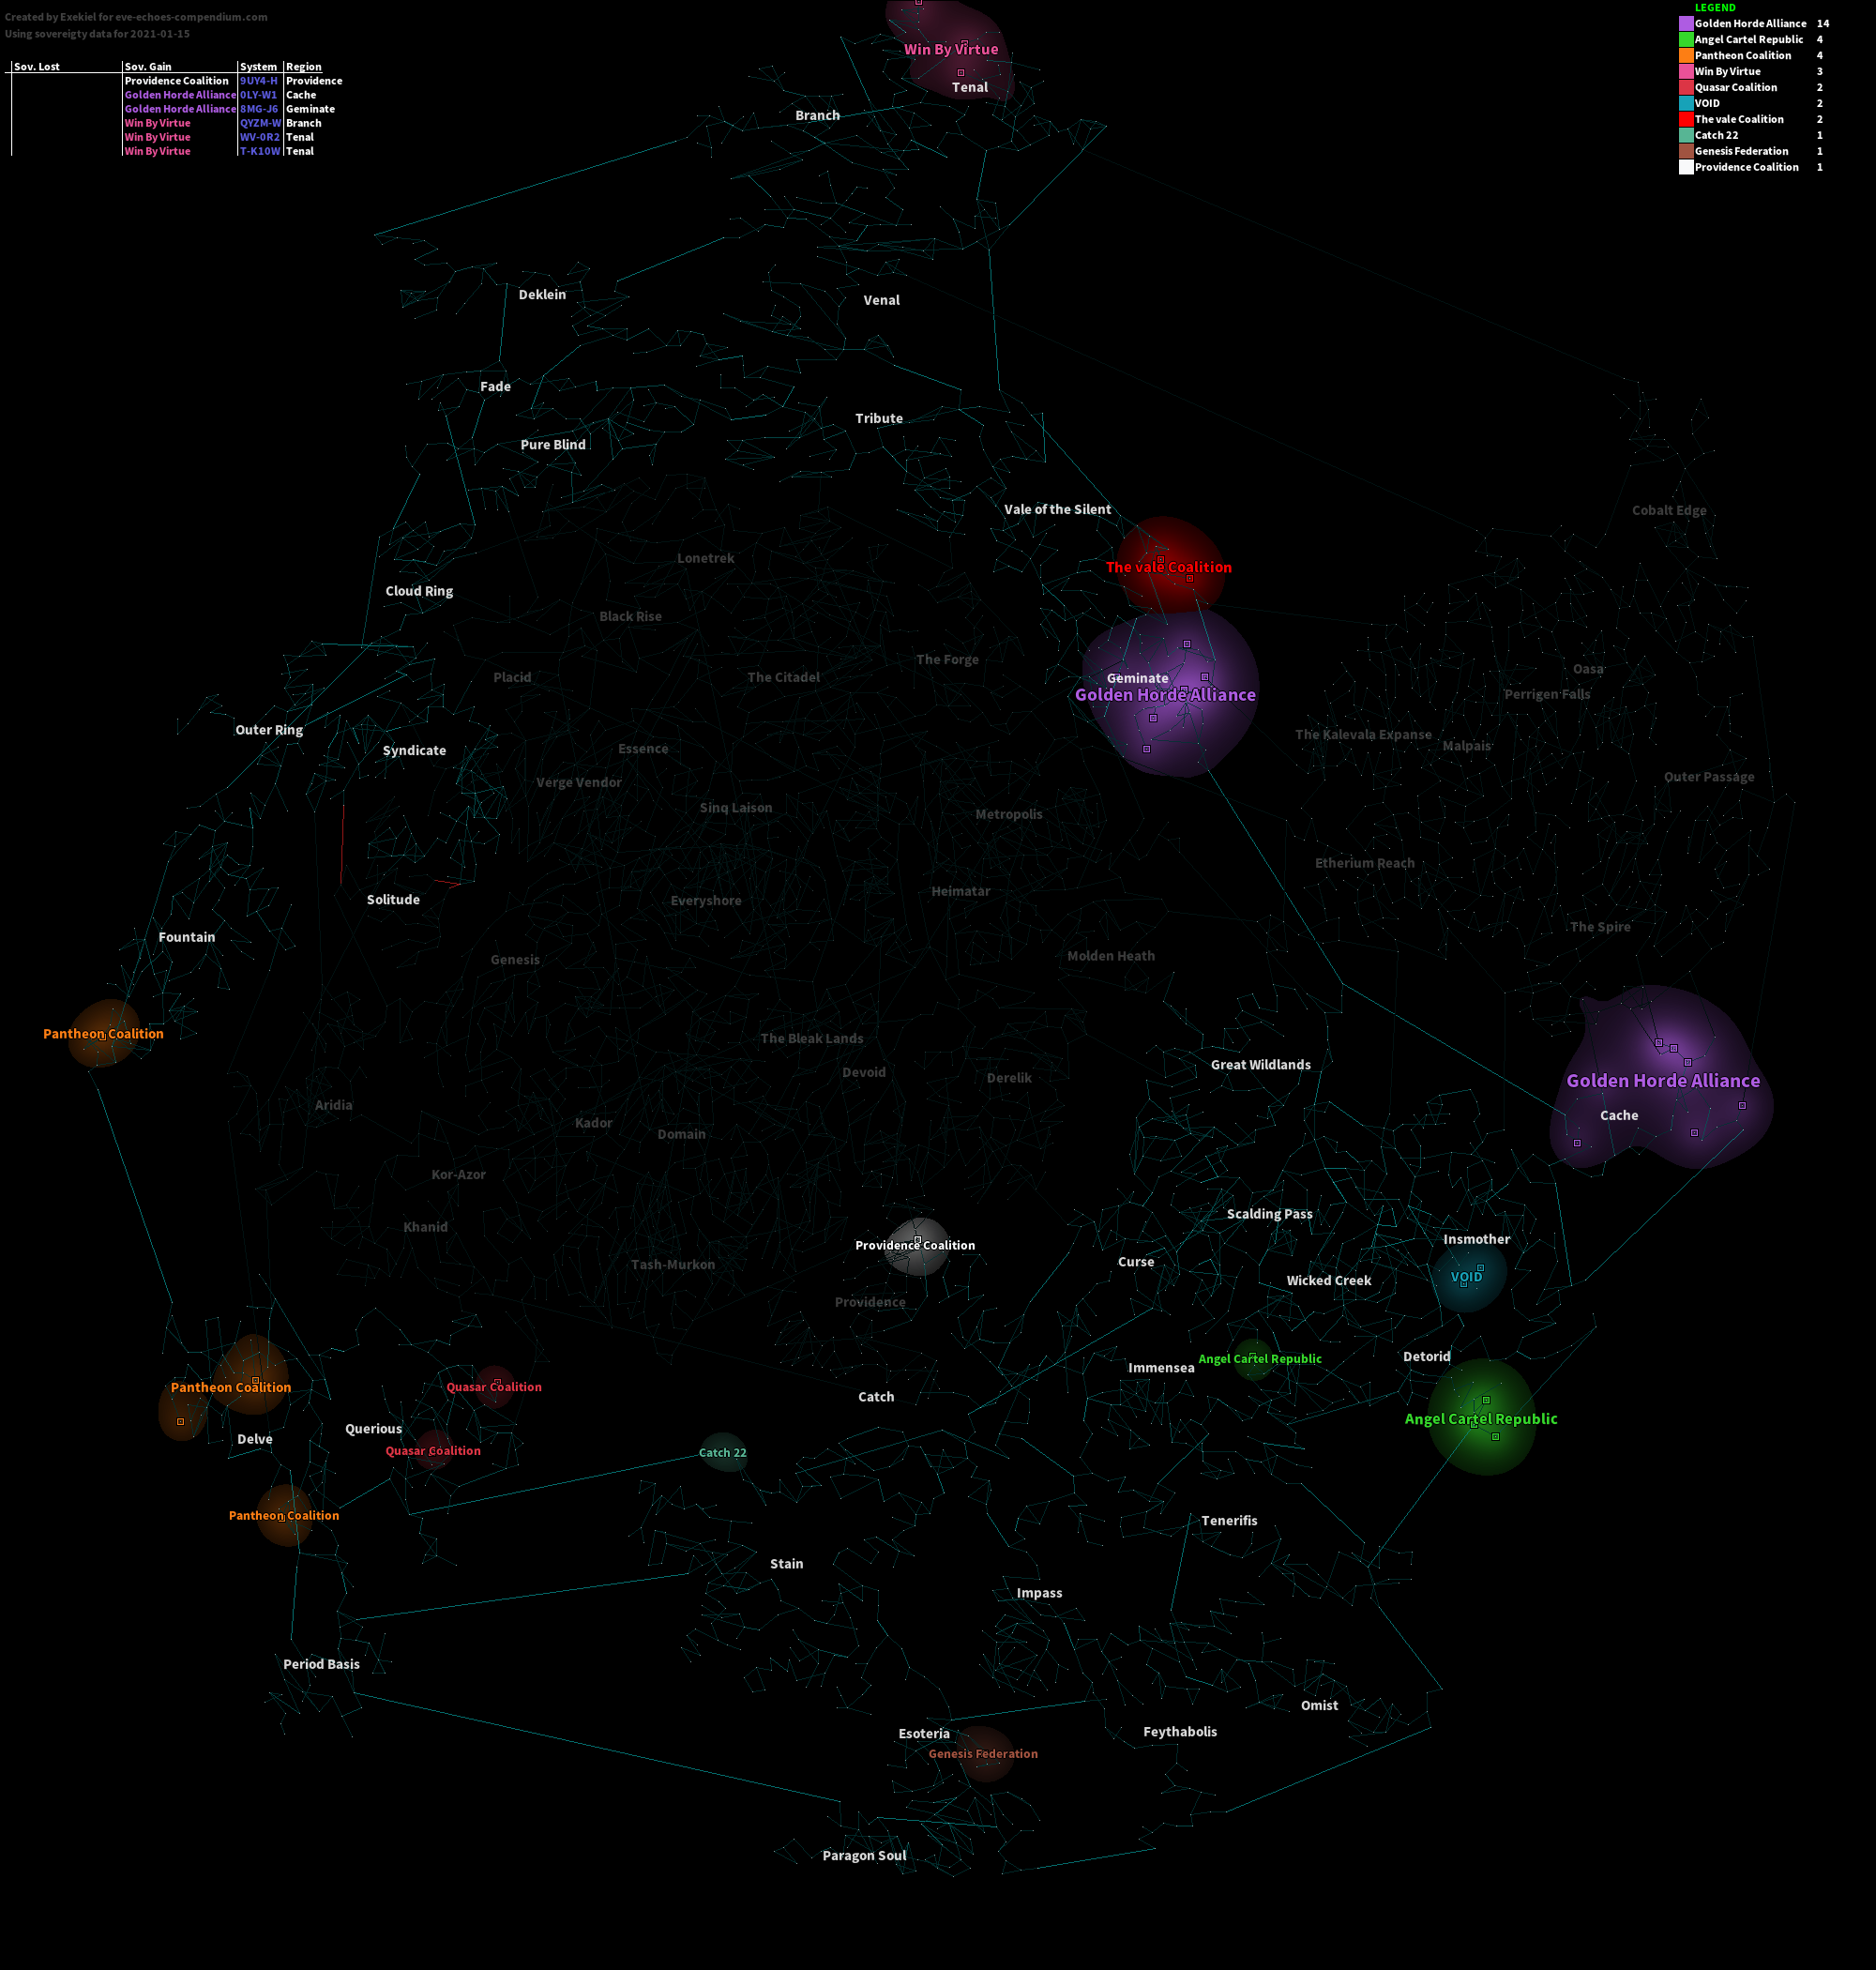 Created by Exekiel for eve-echoes-compendium.com
Using sovereigty data for 2021-01-15
Sov. Lost Sov. Gain System Region
Providence Coalition 9UY4-H Providence
Golden Horde Alliance 0LY-W1 Cache
Golden Horde Alliance 8MG-J6 Geminate
Win By Virtue QYZM-W Branch
Win By Virtue WV-0R2 Tenal
Win By Virtue T-K10W Tenal
LEGEND
Golden Horde Alliance 14
Angel Cartel Republic 4
Pantheon Coalition 4
Win By Virtue 3
Quasar Coalition 2
VOID 2
The vale Coalition 2
Catch 22 1
Genesis Federation 1
Providence Coalition 1
Win By Virtue
Tenal
Branch
Deklein
Venal
Fade
Tribute
Pure Blind
Vale of the Silent
Cobalt Edge
Lonetrek
The vale Coalition
Cloud Ring
Black Rise
The Forge
Oasa
Placid
The Citadel
Geminate
Golden Horde Alliance
Perrigen Falls
Outer Ring
The Kalevala Expanse
Malpais
Syndicate
Essence
Outer Passage
Verge Vendor
Sinq Laison
Metropolis
Etherium Reach
Solitude
Everyshore
Heimatar
The Spire
Fountain
Genesis
Molden Heath
Pantheon Coalition
The Bleak Lands
Great Wildlands
Devoid
Derelik
Golden Horde Alliance
Cache
Aridia
Kador
Domain
Kor-Azor
Scalding Pass
Khanid
Providence Coalition
Insmother
Tash-Murkon
Curse
Wicked Creek
VOID
Providence
Detorid
Angel Cartel Republic
Immensea
Pantheon Coalition
Quasar Coalition
Catch
Angel Cartel Republic
Querious
Delve
Quasar Coalition
Catch 22
Pantheon Coalition
Tenerifis
Stain
Impass
Period Basis
Omist
Esoteria
Feythabolis
Genesis Federation
Paragon Soul